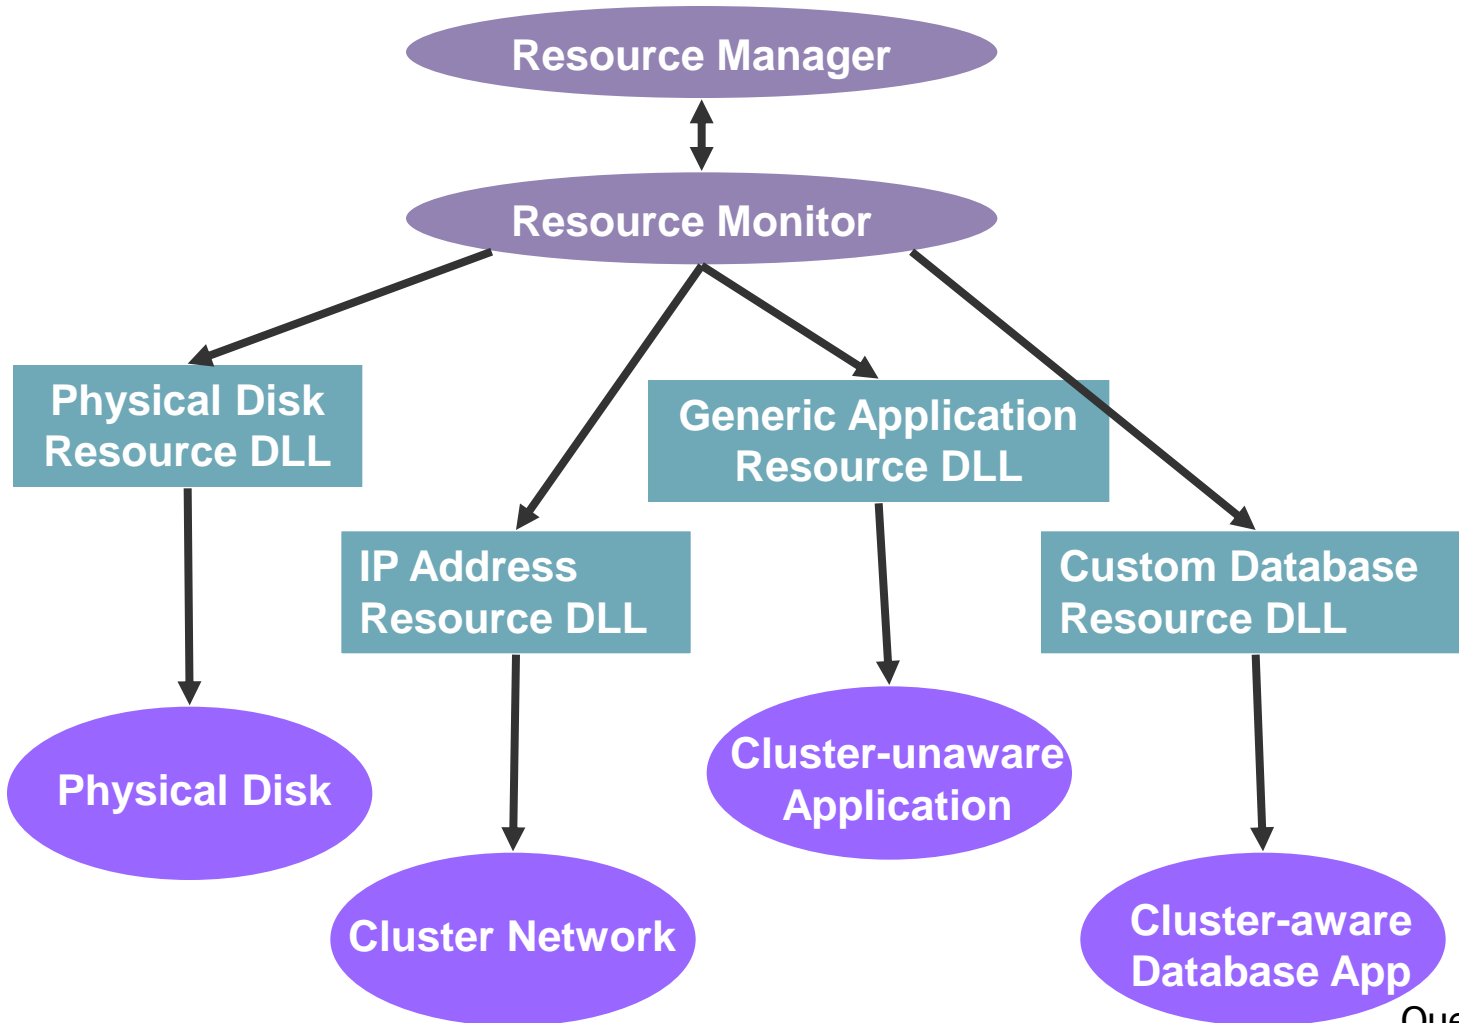 Resource Manager
Resource Monitor
Physical Disk
Resource DLL
Generic Application
Resource DLL
IP Address
Resource DLL
Custom Database
Resource DLL
Physical Disk
Cluster-unaware
Application
Cluster Network
Cluster-aware
Database App